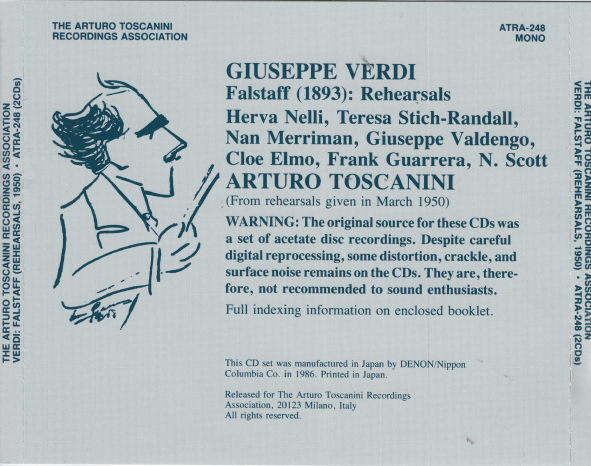 THE ARTURO TOSCANINI
RECORDINGS ASSOCIATION
ATRA-248
MONO
GIUSEPPE VERDI
Falstaff (1893): Rehearsals
Herva Nelli, Teresa Stich-Randall,
Nan Merriman, Giuseppe Valdengo,
Cloe Elmo, Frank Guarrera, N. Scott
ARTURO TOSCANINI
(From rehearsals given in March 1950)
WARNING: The original source for these CDs was
a set of acetate disc recordings. Despite careful
digital reprocessing, some distortion, crackle, and
surface noise remains on the CDs. They are, there-
fore, not recommended to sound enthusiasts.
Full indexing information on enclosed booklet.
This CD set was manufactured in Japan by DENON/Nippon
Columbia Co. in 1986. Printed in Japan.
Released for The Arturo Toscanini Recordings
Association, 20123 Milano, Italy
All rights reserved.
THE ARTURO TOSCANINI RECORDINGS ASSOCIATION
VERDI: FALSTAFF (REHEARSALS, 1950) · ATRA-248 (2CDs)
THE ARTURO TOSCANINI RECORDINGS ASSOCIATION
VERDI: FALSTAFF (REHEARSALS, 1950) · ATRA-248 (2CDs)